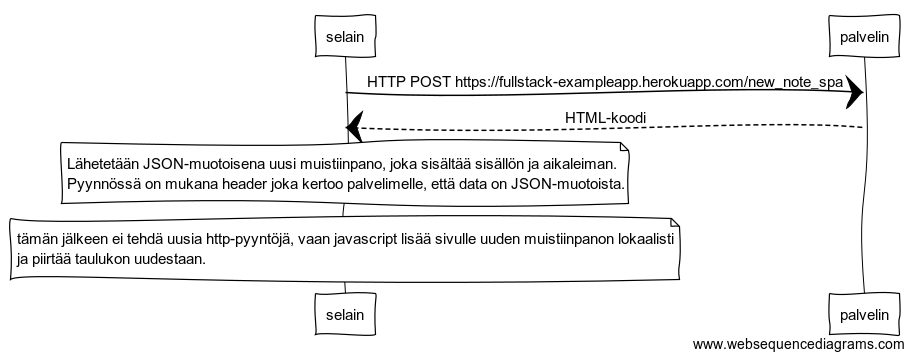 selain
palvelin
HTTP POST https://fullstack-exampleapp.herokuapp.com/new_note_spa
HTML-koodi
Lähetetään JSON-muotoisena uusi muistiinpano, joka sisältää sisällön ja aikaleiman.
Pyynnössä on mukana header joka kertoo palvelimelle, että data on JSON-muotoista.
tämän jälkeen ei tehdä uusia http-pyyntöjä, vaan javascript lisää sivulle uuden muistiinpanon lokaalisti
ja piirtää taulukon uudestaan.
selain
palvelin
www.websequencediagrams.com